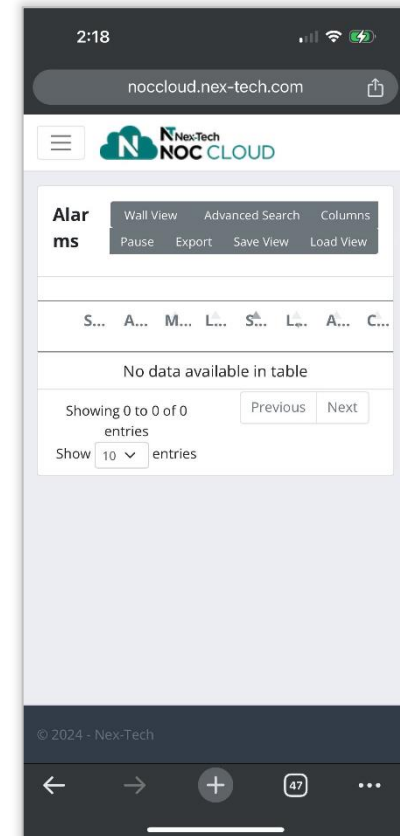 2:18
noccloud.nex-tech.com
N Nex-Tech
NOC CLOUD
Alar
ms
Wall View Advanced Search Columns
Pause Export Save View Load View
S... A... M... L... S... L... A... C...
No data available in table
Showing 0 to 0 of 0
entries
Previous Next
Show 10 entries
© 2024 - Nex-Tech
47